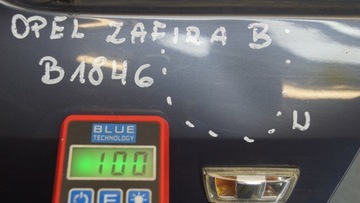 OPEL ZAFIRA B
B1846
N
BLUE
TECHNOLOGY
100
F